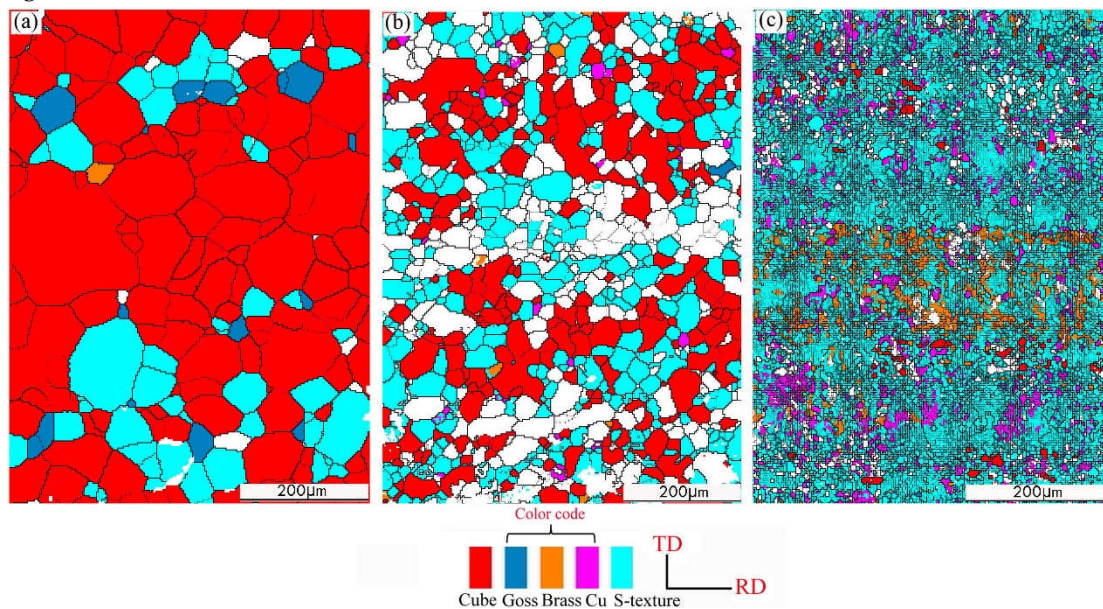 (a)
(b)
(c)
200µm
200µm
200µm
Color code
TD
RD
Cube Goss Brass Cu S-texture